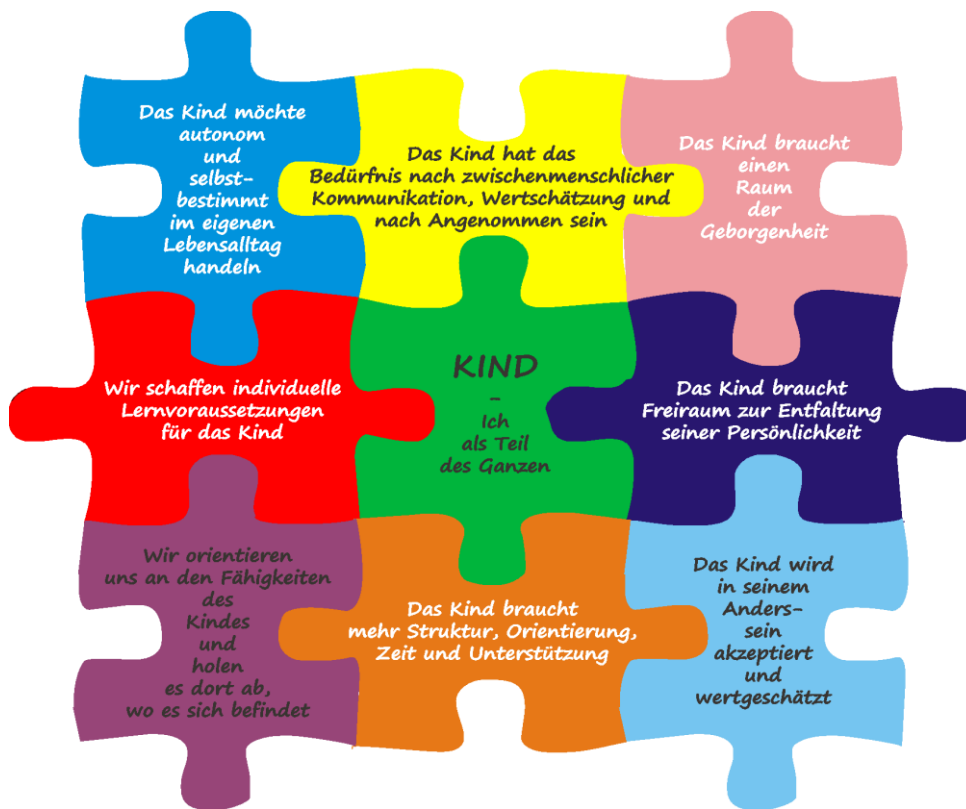 Das Kind möchte
autonom
und
selbst-
bestimmt
im eigenen
Lebensalltag
handeln
Das Kind hat das
Bedürfnis nach zwischenmenschlicher
Kommunikation, Wertschätzung und
nach Angenommen sein
Das Kind braucht
einen
Raum
der
Geborgenheit
Wir schaffen individuelle
Lernvoraussetzungen
für das Kind
KIND
-
Ich
als Teil
des Ganzen
Das Kind braucht
Freiraum zur Entfaltung
seiner Persönlichkeit
Wir orientieren
uns an den Fähigkeiten
des
Kindes
und
holen
es dort ab,
wo es sich befindet
Das Kind braucht
mehr Struktur, Orientierung,
Zeit und Unterstützung
Das Kind wird
in seinem
Anders-
sein
akzeptiert
und
wertgeschätzt